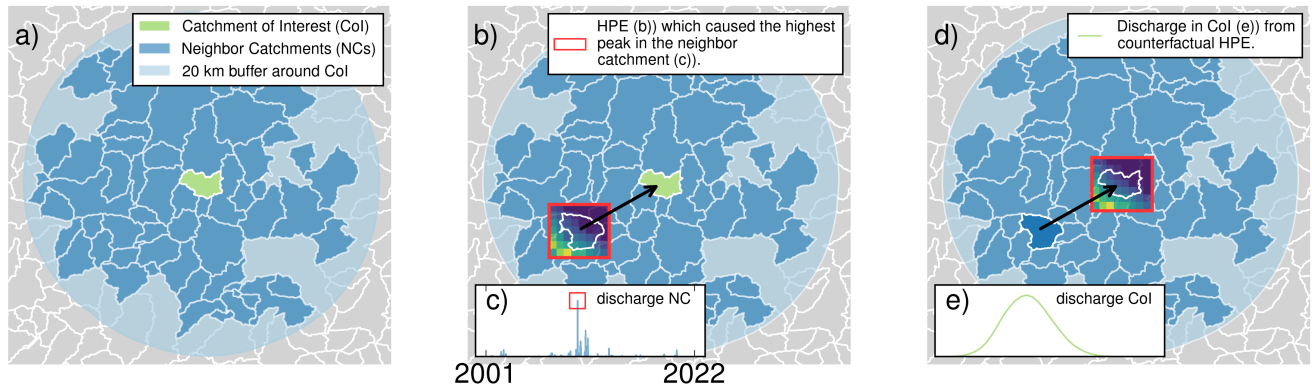 a)
Catchment of Interest (CoI)
Neighbor Catchments (NCs)
20 km buffer around CoI
b)
HPE (b)) which caused the highest
peak in the neighbor
catchment (c)).
c)
discharge NC
2001
2022
d)
Discharge in CoI (e)) from
counterfactual HPE.
e)
discharge CoI